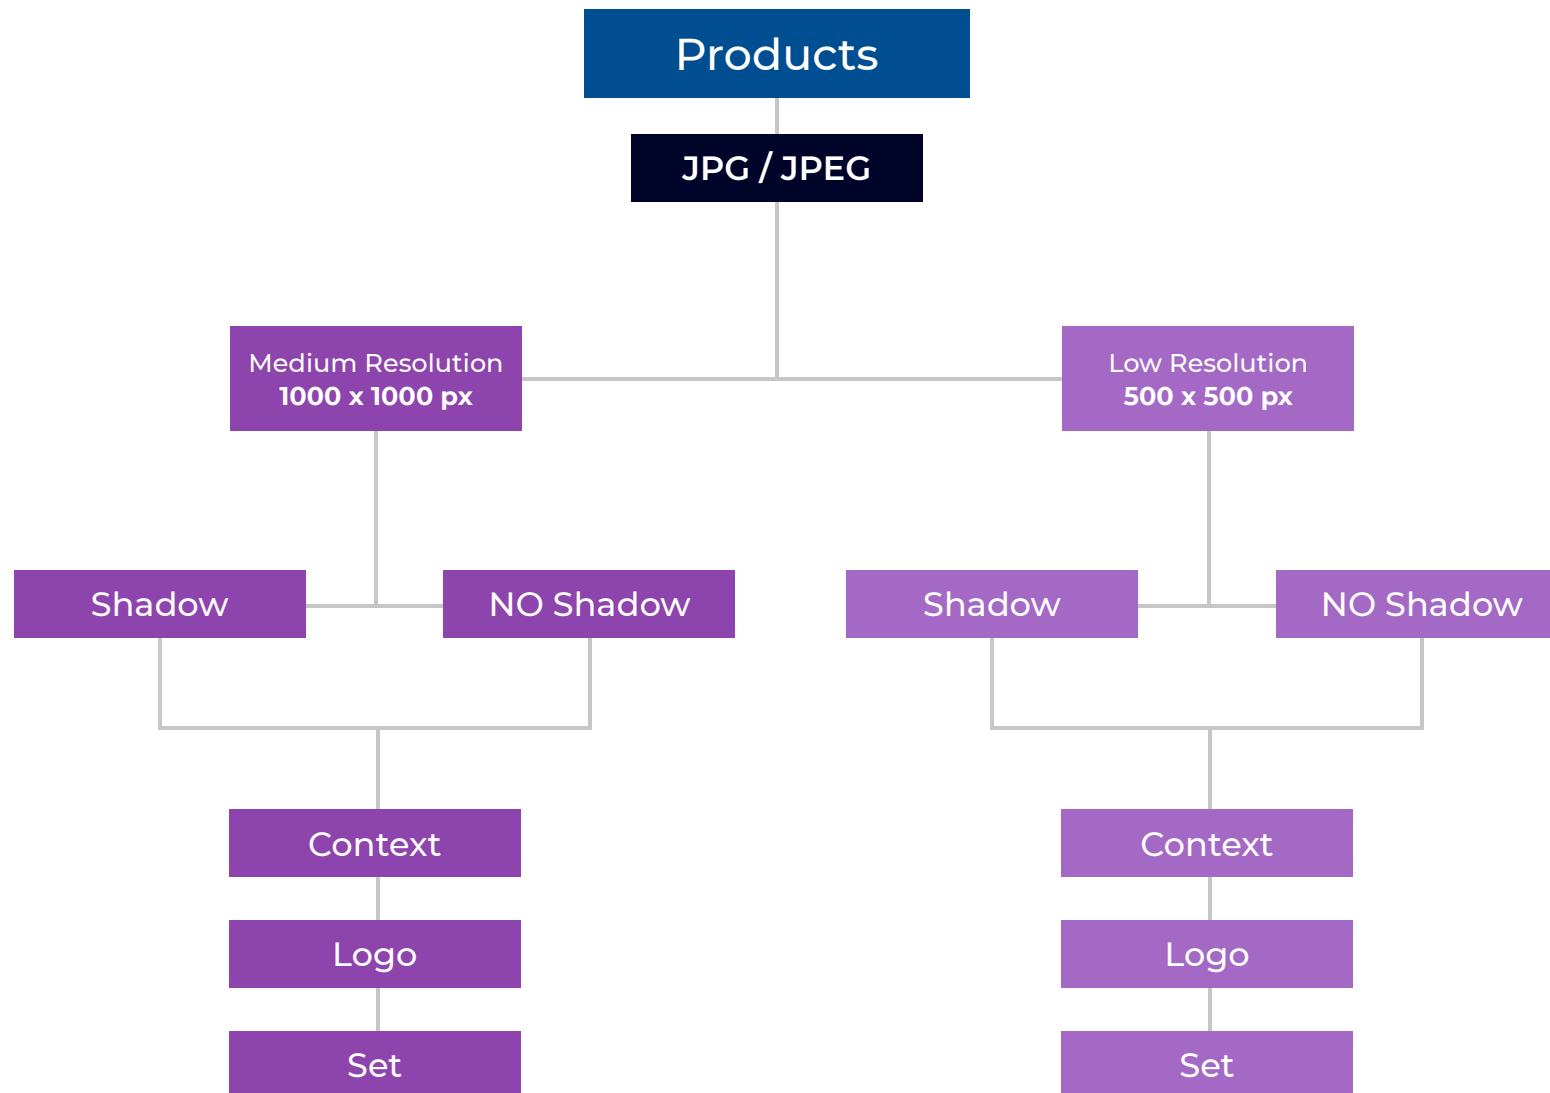 Products
JPG / JPEG
Medium Resolution
1000 x 1000 px
Low Resolution
500 x 500 px
Shadow
NO Shadow
Shadow
NO Shadow
Context
Context
Logo
Logo
Set
Set